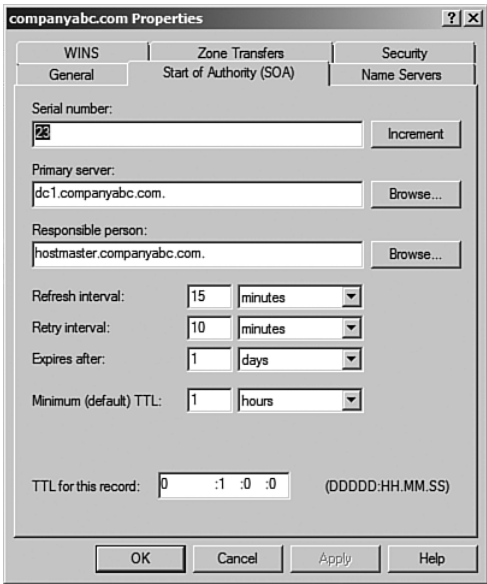 companyabc.com Properties ? X
WINS Zone Transfers Security
General Start of Authority (SOA) Name Servers
Serial number:
23 Increment
Primary server:
dc1.companyabc.com. Browse...
Responsible person:
hostmaster.companyabc.com. Browse...
Refresh interval: 15 minutes
Retry interval: 10 minutes
Expires after: 1 days
Minimum (default) TTL: 1 hours
TTL for this record: 0 :1 :0 :0 (DDDDD:HH.MM.SS)
OK Cancel Apply Help